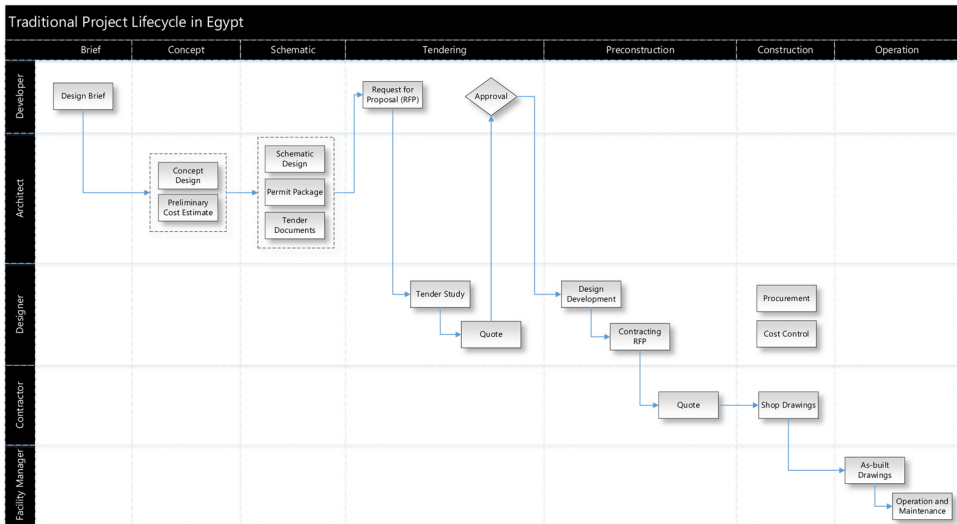 Traditional Project Lifecycle in Egypt
Brief
Concept
Schematic
Tendering
Preconstruction
Construction
Operation
Developer
Design Brief
Request for
Proposal (RFP)
Approval
Architect
Concept
Design
Preliminary
Cost Estimate
Schematic
Design
Permit Package
Tender
Documents
Designer
Tender Study
Quote
Design
Development
Contracting
RFP
Procurement
Cost Control
Contractor
Quote
Shop Drawings
Facility Manager
As-built
Drawings
Operation and
Maintenance